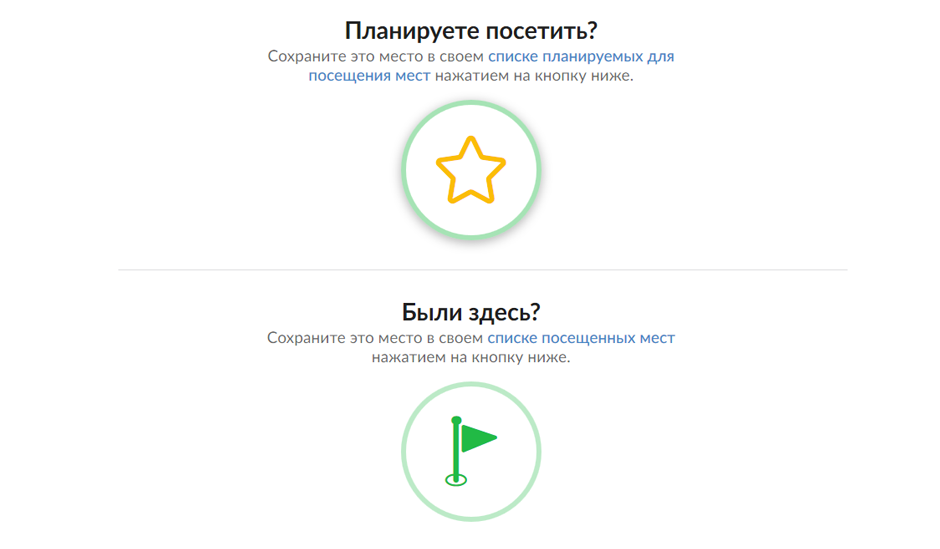 Планируете посетить?
Сохраните это место в своем списке планируемых для
посещения мест нажатием на кнопку ниже.
Были здесь?
Сохраните это место в своем списке посещенных мест
нажатием на кнопку ниже.